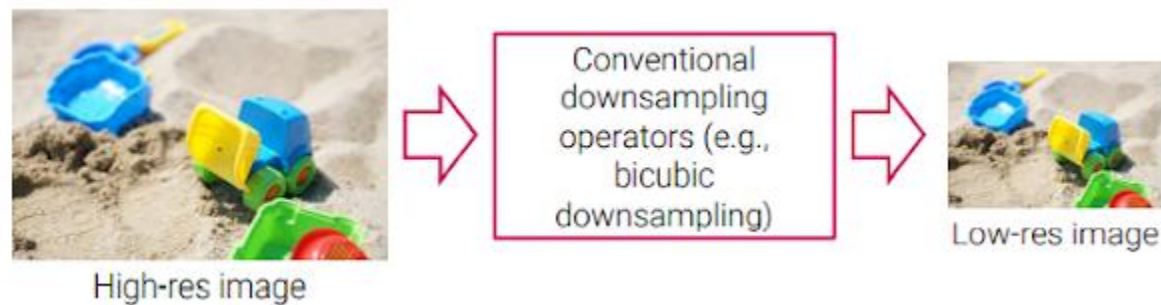 Conventional
downsampling
operators (e.g.,
bicubic
downsampling)
High-res image
Low-res image